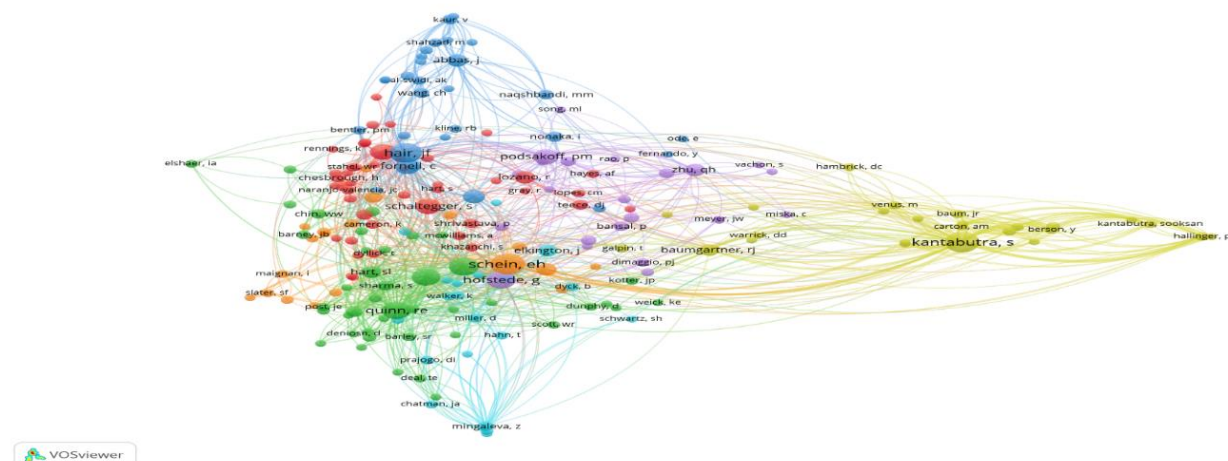 kaur, v
shahzad, m
abbas, j
al-swidi, ak
wang, ch
naqshbandi, mm
song, ml
bentler, pm
kline, rb
nonaka, i
ode, e
rennings, k
hair, jf
podsakoff, pm
rao, p
fernando, y
elshaer, ia
stahel, wr
fornell, c
zhu, qh
vachon, s
hambrick, dc
chesbrough, h
lozano, r
hayes, af
naranjo-valencia, jc
hart, s
gray, r
lopes, cm
schaltegger, s
teece, dj
venus, m
chin, ww
cameron, k
shrivastava, p
bansal, p
meyer, jw
miska, c
baum, jr
barney, jb
mcwilliams, a
warrick, dd
carton, am
berson, y
kantabutra, sooksan
dyllick, t
khazanchi, s
elkington, j
galpin, t
baumgartner, rj
kantabutra, s
hallinger, p
maignan, i
hart, sl
schein, eh
dimaggio, pj
slater, sf
sharma, s
hofstede, g
dyck, b
kotter, jp
walker, k
post, je
quinn, re
miller, d
dunphy, d
weick, ke
scott, wr
schwartz, sh
denison, d
barley, sr
hahn, t
prajogo, di
deal, te
chatman, ja
mingaleva, z
VOSviewer